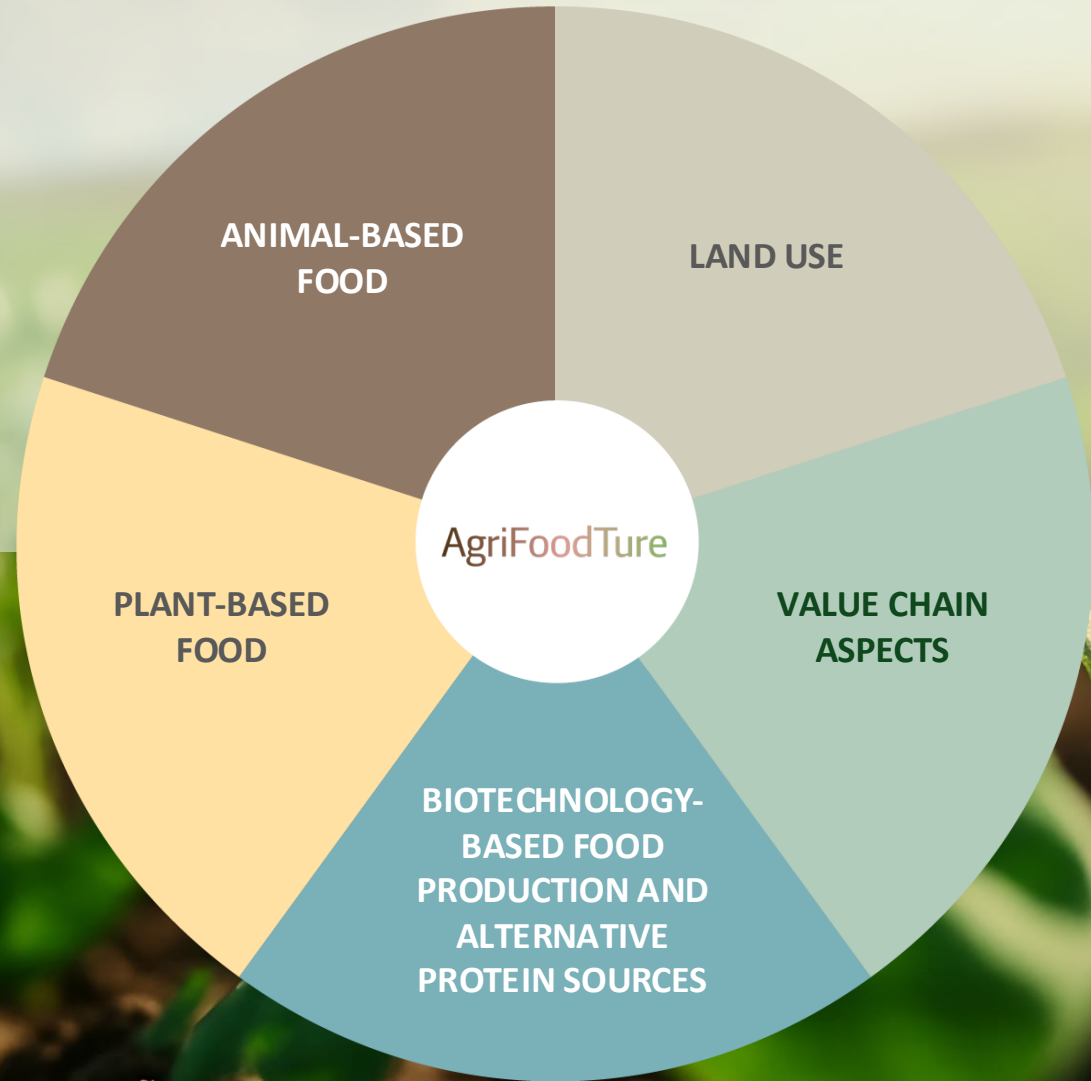 ANIMAL-BASED
FOOD
LAND USE
AgriFoodTure
PLANT-BASED
FOOD
VALUE CHAIN
ASPECTS
BIOTECHNOLOGY-
BASED FOOD
PRODUCTION AND
ALTERNATIVE
PROTEIN SOURCES